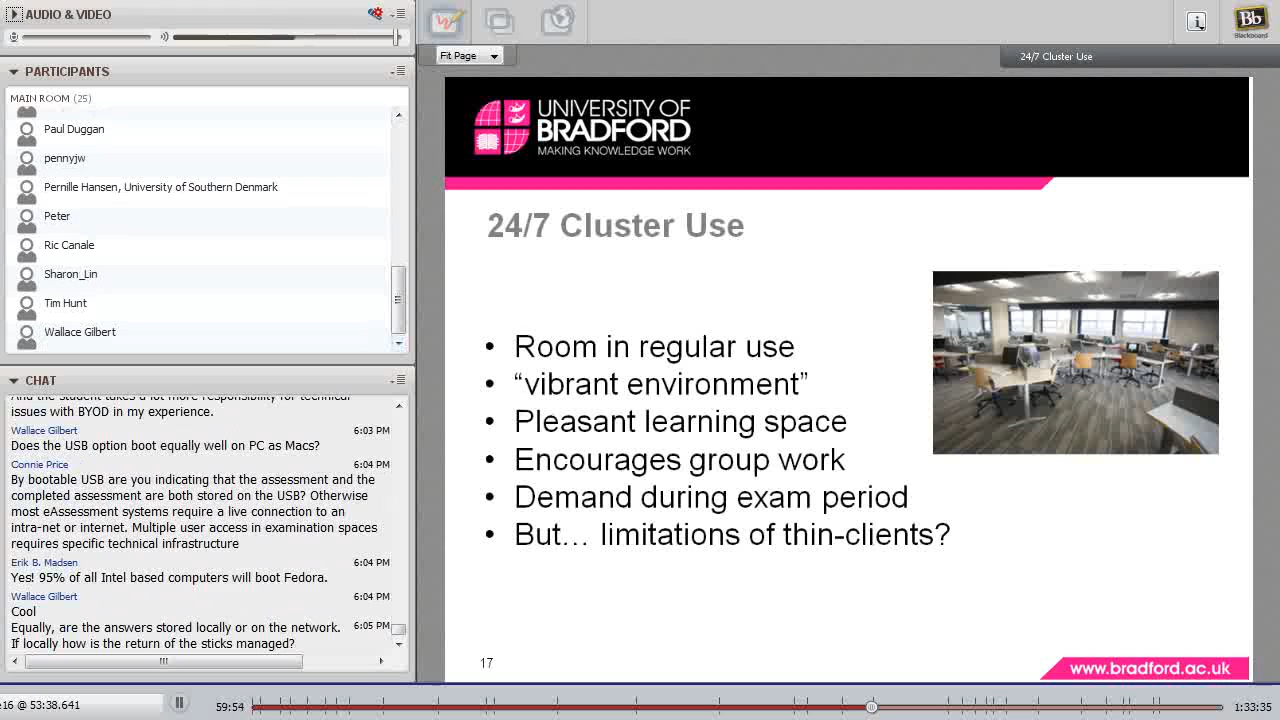 AUDIO & VIDEO
PARTICIPANTS
MAIN ROOM (25)
Paul Duggan
pennyjw
Pernille Hansen, University of Southern Denmark
Peter
Ric Canale
Sharon_Lin
Tim Hunt
Wallace Gilbert
CHAT
issues with BYOD in my experience.
Wallace Gilbert 6:03 PM
Does the USB option boot equally well on PC as Macs?
Connie Price 6:04 PM
By bootable USB are you indicating that the assessment and the
completed assessment are both stored on the USB? Otherwise
most eAssessment systems require a live connection to an
intra-net or internet. Multiple user access in examination spaces
requires specific technical infrastructure
Erik B. Madsen 6:04 PM
Yes! 95% of all Intel based computers will boot Fedora.
Wallace Gilbert 6:04 PM
Cool
Equally, are the answers stored locally or on the network. 6:05 PM
If locally how is the return of the sticks managed?
:16 @ 53:38.641
Fit Page
24/7 Cluster Use
Bb
Blackboard
UNIVERSITY OF
BRADFORD
MAKING KNOWLEDGE WORK
24/7 Cluster Use
• Room in regular use
• “vibrant environment”
• Pleasant learning space
• Encourages group work
• Demand during exam period
• But… limitations of thin-clients?
17
www.bradford.ac.uk
59:54
1:33:35